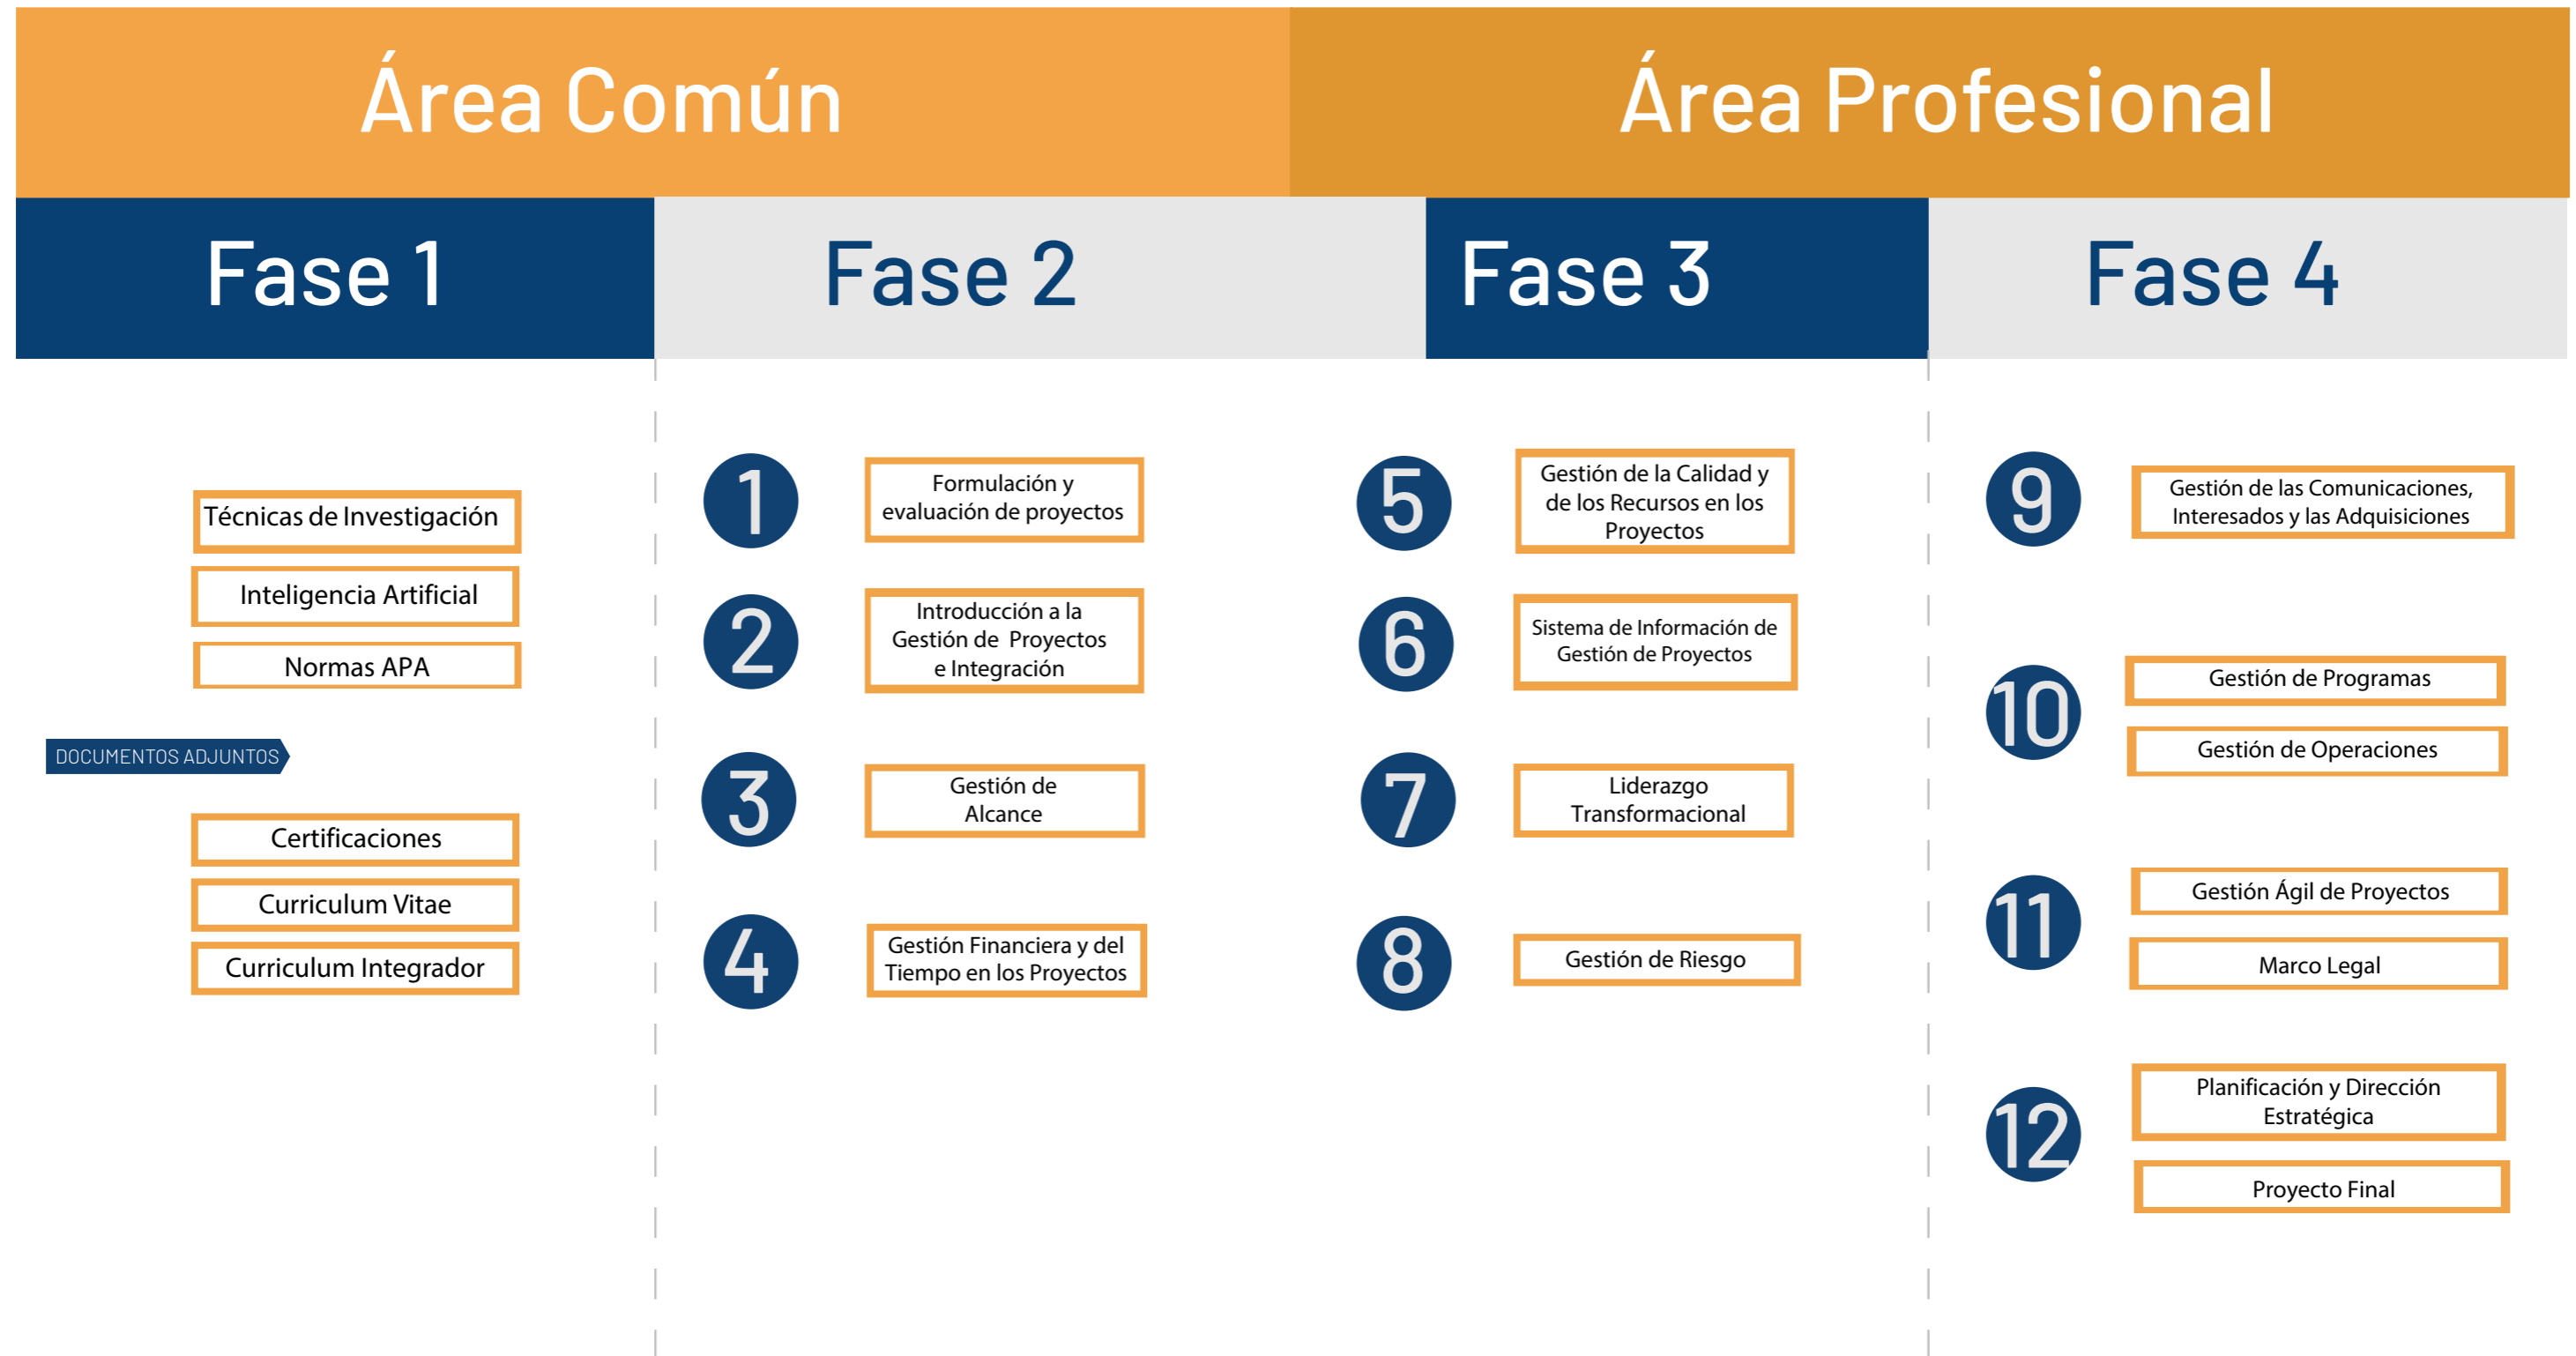 Área Común
Área Profesional
Fase 1
Fase 2
Fase 3
Fase 4
Técnicas de Investigación
Inteligencia Artificial
Normas APA
DOCUMENTOS ADJUNTOS
Certificaciones
Curriculum Vitae
Curriculum Integrador
1
Formulación y
evaluación de proyectos
2
Introducción a la
Gestión de Proyectos
e Integración
3
Gestión de
Alcance
4
Gestión Financiera y del
Tiempo en los Proyectos
5
Gestión de la Calidad y
de los Recursos en los
Proyectos
6
Sistema de Información de
Gestión de Proyectos
7
Liderazgo
Transformacional
8
Gestión de Riesgo
9
Gestión de las Comunicaciones,
Interesados y las Adquisiciones
10
Gestión de Programas
Gestión de Operaciones
11
Gestión Ágil de Proyectos
Marco Legal
12
Planificación y Dirección
Estratégica
Proyecto Final